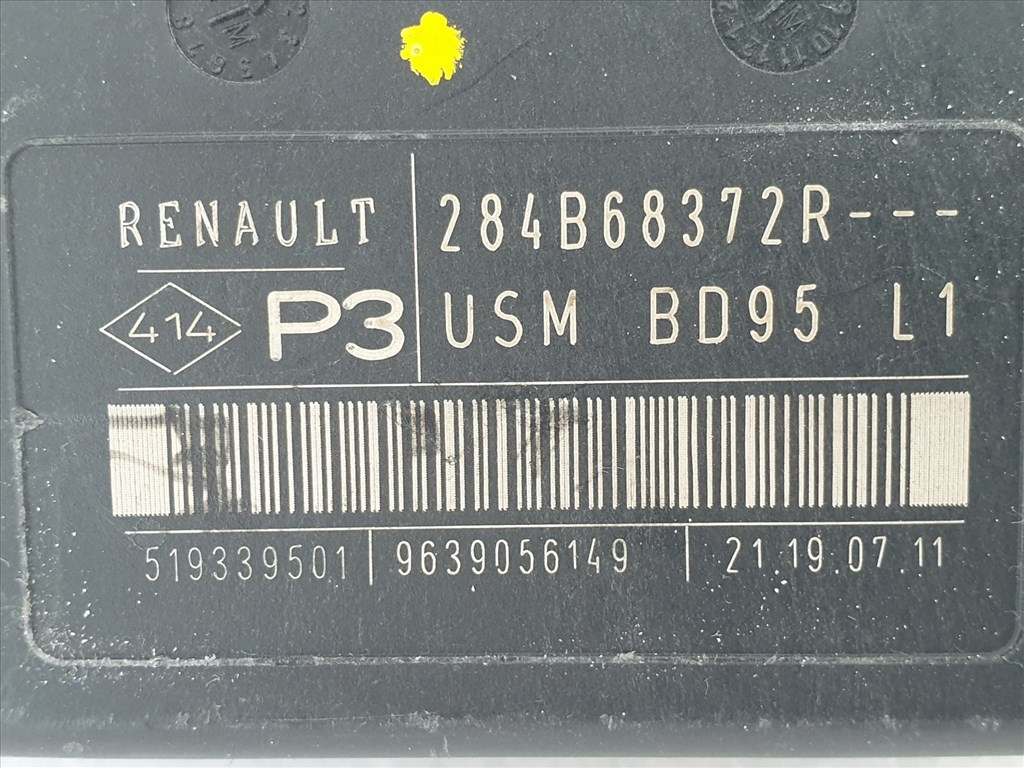 RENAULT
284B68372R---
414
P3
USM BD95 L1
519339501
9639056149
21.19.07.11